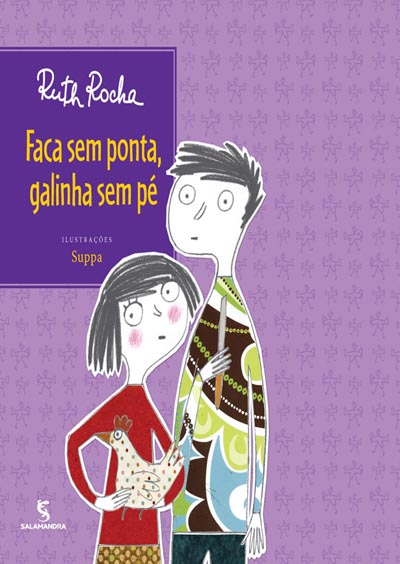 Ruth Rocha
Faca sem ponta,
galinha sem pé
ILUSTRAÇÕES
Suppa
SALAMANDRA